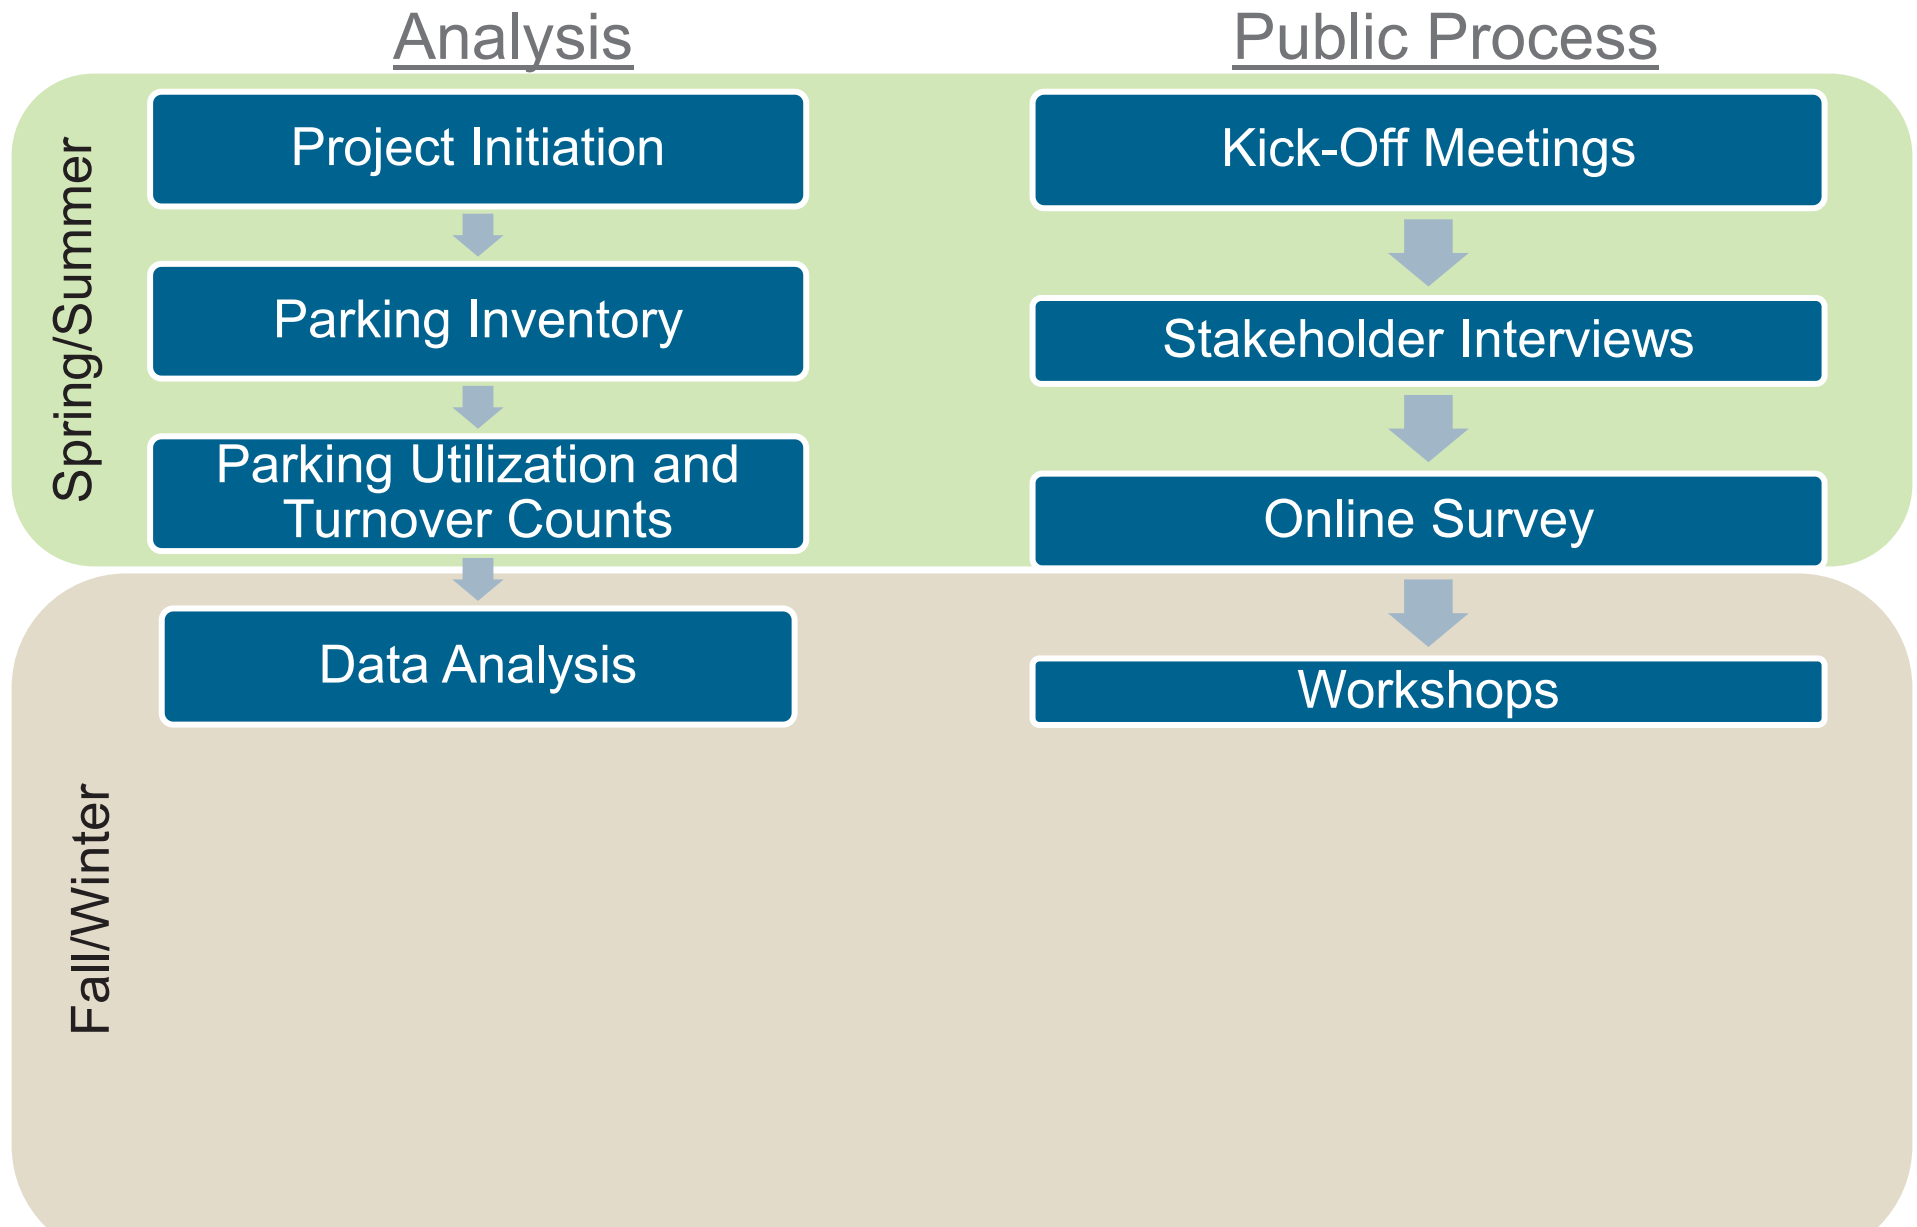 Analysis
Public Process
Spring/Summer
Project Initiation
Parking Inventory
Parking Utilization and
Turnover Counts
Kick-Off Meetings
Stakeholder Interviews
Online Survey
Fall/Winter
Data Analysis
Workshops